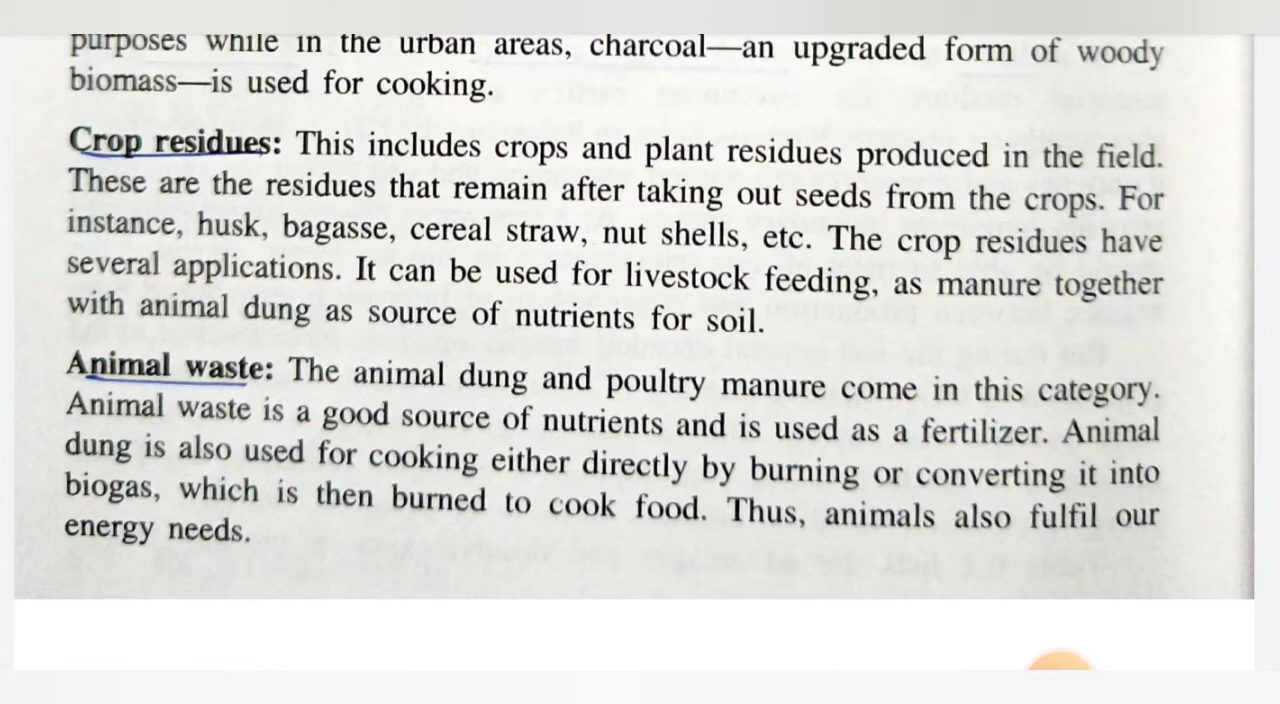 purposes while in the urban areas, charcoal—an upgraded form of woody
biomass—is used for cooking.
Crop residues: This includes crops and plant residues produced in the field.
These are the residues that remain after taking out seeds from the crops. For
instance, husk, bagasse, cereal straw, nut shells, etc. The crop residues have
several applications. It can be used for livestock feeding, as manure together
with animal dung as source of nutrients for soil.
Animal waste: The animal dung and poultry manure come in this category.
Animal waste is a good source of nutrients and is used as a fertilizer. Animal
dung is also used for cooking either directly by burning or converting it into
biogas, which is then burned to cook food. Thus, animals also fulfil our
energy needs.